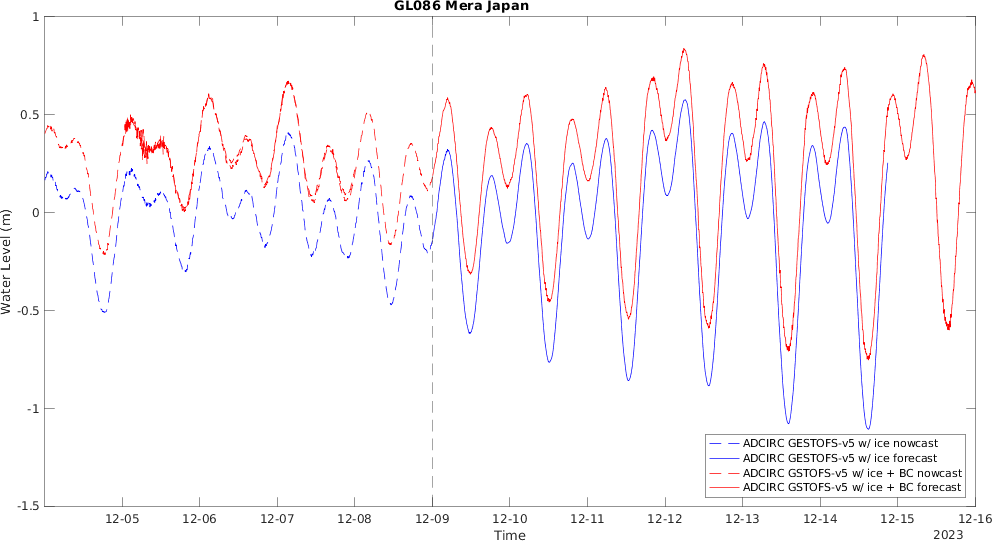 GL086 Mera Japan
1
0.5
0
-0.5
-1
-1.5
Water Level (m)
12-05 12-06 12-07 12-08 12-09 12-10 12-11 12-12 12-13 12-14 12-15 12-16
Time
2023
ADCIRC GESTOFS-v5 w/ ice nowcast
ADCIRC GESTOFS-v5 w/ ice forecast
ADCIRC GSTOFS-v5 w/ ice + BC nowcast
ADCIRC GSTOFS-v5 w/ ice + BC forecast